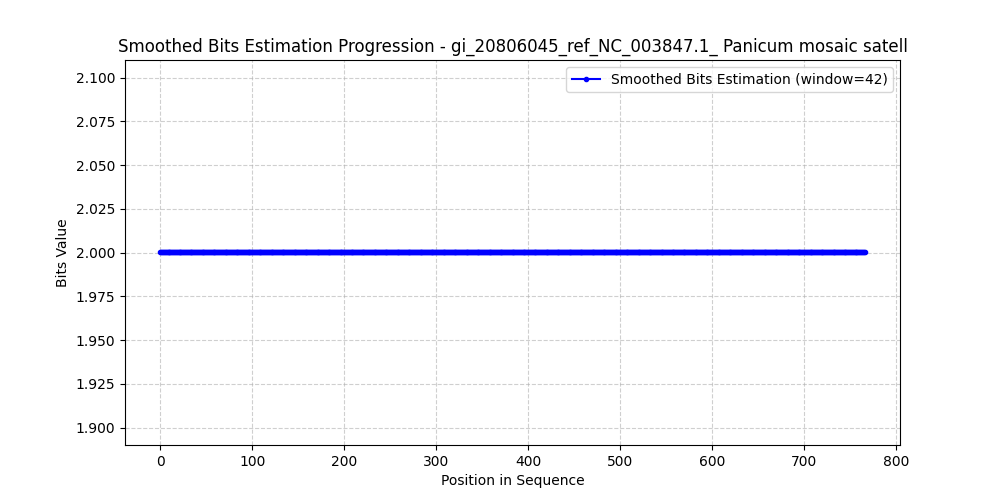 Smoothed Bits Estimation Progression - gi_20806045_ref_NC_003847.1_ Panicum mosaic satell
Smoothed Bits Estimation (window=42)
Bits Value
2.100
2.075
2.050
2.025
2.000
1.975
1.950
1.925
1.900
0 100 200 300 400 500 600 700 800
Position in Sequence